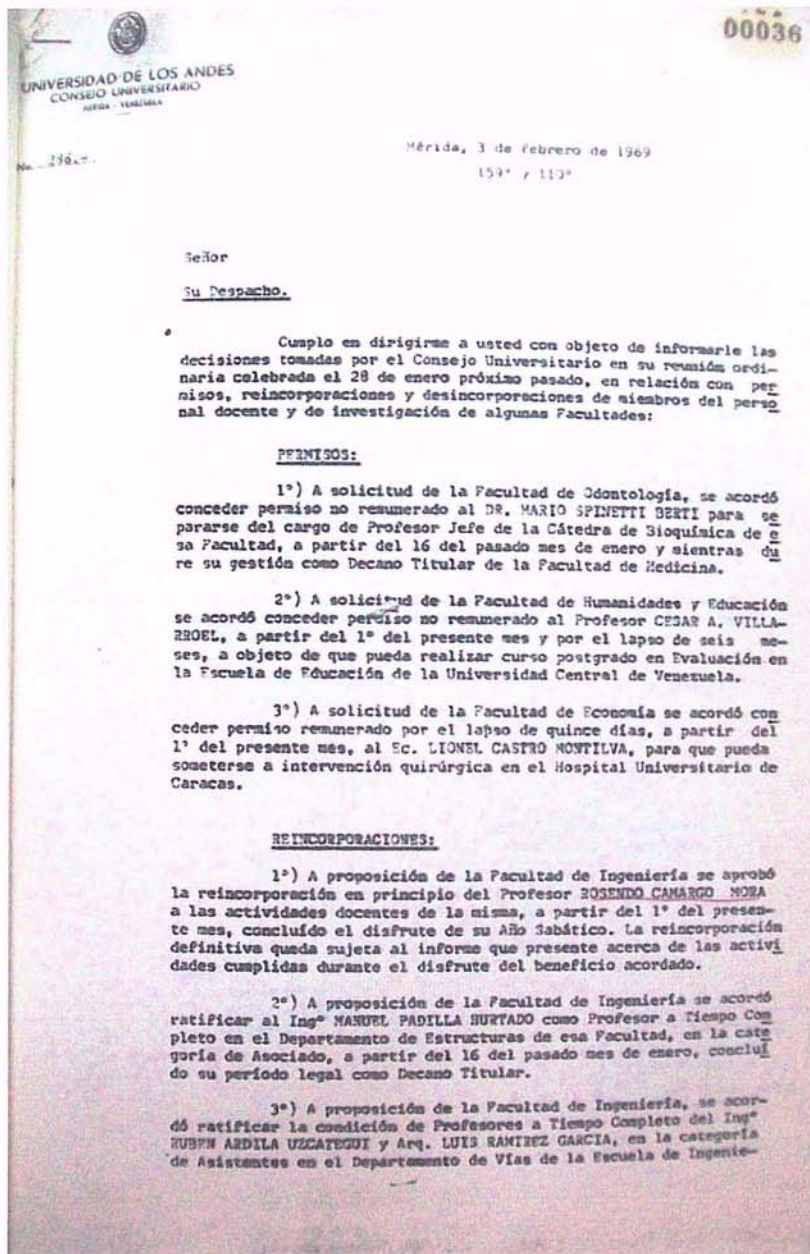 00036
UNIVERSIDAD DE LOS ANDES
CONSEJO UNIVERSITARIO
MERIDA - VENEZUELA
No.
Mérida, 3 de febrero de 1969
159° y 110°
Señor
Su Despacho.
Cumplo en dirigirme a usted con objeto de informarle las
decisiones tomadas por el Consejo Universitario en su reunión ordi-
naria celebrada el 28 de enero próximo pasado, en relación con per
misos, reincorporaciones y desincorporaciones de miembros del perso
nal docente y de investigación de algunas Facultades:
PERMISOS:
1°) A solicitud de la Facultad de Odontología, se acordó
conceder permiso no remunerado al DR. MARIO SPINETTI BERTI para se
pararse del cargo de Profesor Jefe de la Cátedra de Bioquímica de e
sa Facultad, a partir del 16 del pasado mes de enero y mientras du
re su gestión como Decano Titular de la Facultad de Medicina.
2°) A solicitud de la Facultad de Humanidades y Educación
se acordó conceder permiso no remunerado al Profesor CESAR A. VILLA-
RROEL, a partir del 1° del presente mes y por el lapso de seis me-
ses, a objeto de que pueda realizar curso postgrado en Evaluación en
la Escuela de Educación de la Universidad Central de Venezuela.
3°) A solicitud de la Facultad de Economía se acordó con
ceder permiso remunerado por el lapso de quince días, a partir del
1° del presente mes, al Ec. LIONEL CASTRO MONTILVA, para que pueda
someterse a intervención quirúrgica en el Hospital Universitario de
Caracas.
REINCORPORACIONES:
1°) A proposición de la Facultad de Ingeniería se aprobó
la reincorporación en principio del Profesor ROSENDO CAMARGO MORA
a las actividades docentes de la misma, a partir del 1° del presen-
te mes, concluído el disfrute de su Año Sabático. La reincorporación
definitiva queda sujeta al informe que presente acerca de las activi
dades cumplidas durante el disfrute del beneficio acordado.
2°) A proposición de la Facultad de Ingeniería se acordó
ratificar al Ing° MANUEL PADILLA HURTADO como Profesor a Tiempo Com
pleto en el Departamento de Estructuras de esa Facultad, en la cate
goría de Asociado, a partir del 16 del pasado mes de enero, concluí
do su período legal como Decano Titular.
3°) A proposición de la Facultad de Ingeniería, se acor-
dó ratificar la condición de Profesores a Tiempo Completo del Ing°
RUBEN ARDILA UZCATEGUI y Arq. LUIS RAMIREZ GARCIA, en la categoría
de Asistentes en el Departamento de Vías de la Escuela de Ingenie-